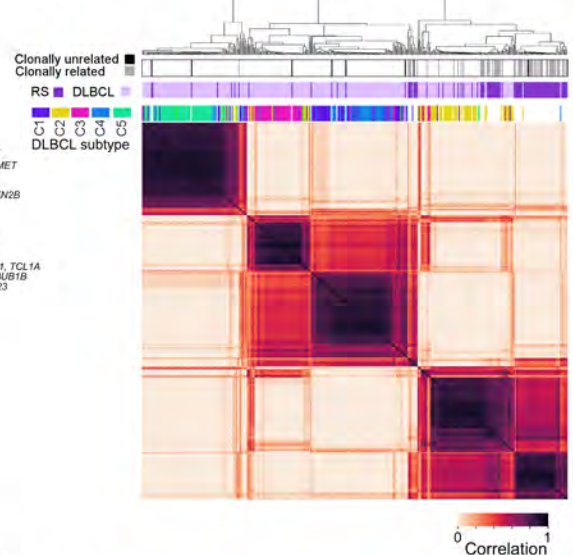 Clonally unrelated
Clonally related
RS DLBCL
C1 C2 C3 C4 C5
DLBCL subtype
MET
N2B
1, TCL1A
UB1B
23
0 1
Correlation